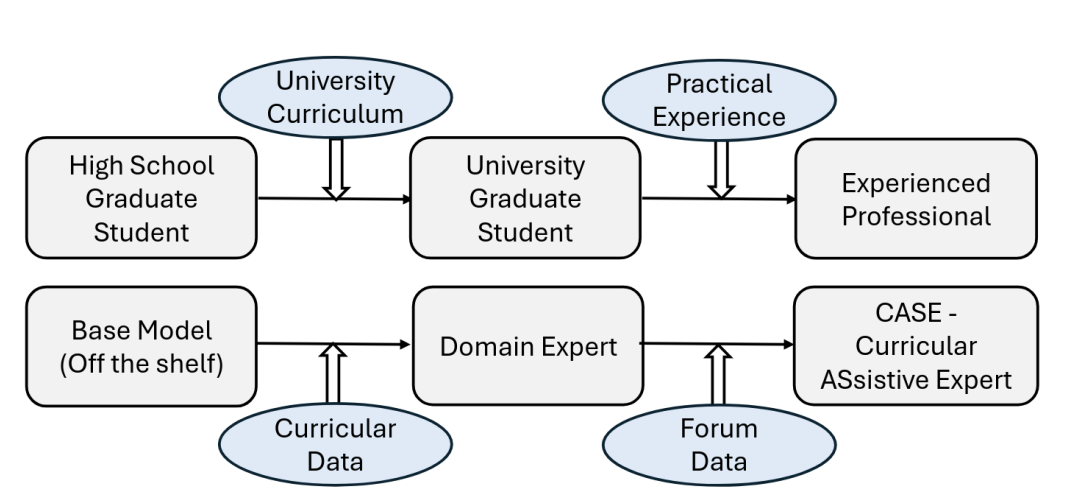 University
Curriculum
Practical
Experience
High School
Graduate
Student
University
Graduate
Student
Experienced
Professional
Base Model
(Off the shelf)
Domain Expert
CASE -
Curricular
ASsistive Expert
Curricular
Data
Forum
Data